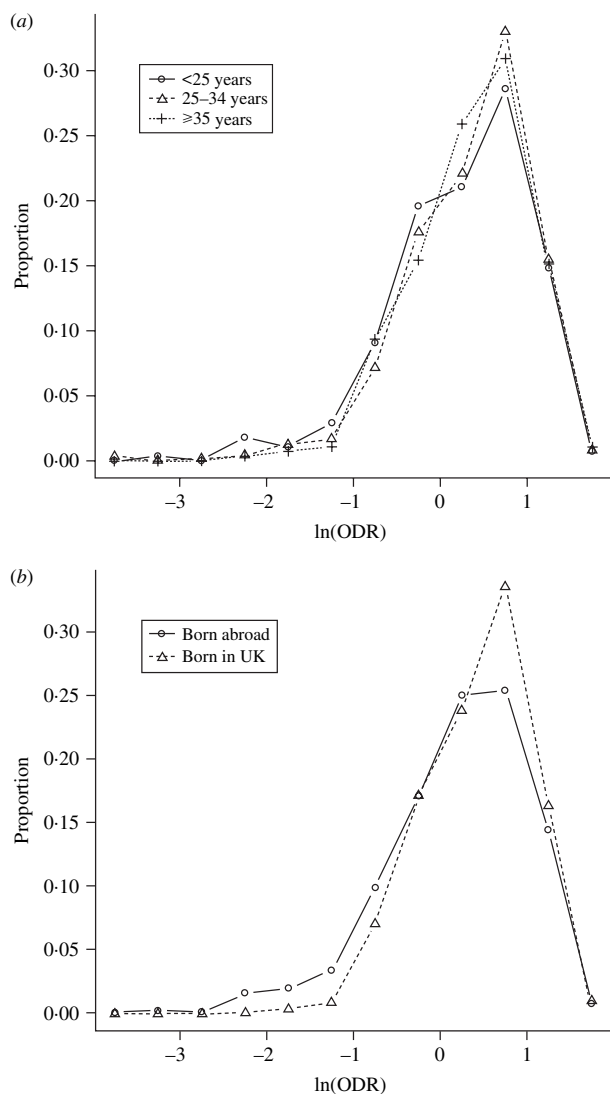 (a)
<25 years
25–34 years
⩾35 years
0·30
0·25
0·20
0·15
0·10
0·05
0·00
Proportion
–3 –2 –1 0 1
ln(ODR)
(b)
Born abroad
Born in UK
0·30
0·25
0·20
0·15
0·10
0·05
0·00
Proportion
–3 –2 –1 0 1
ln(ODR)